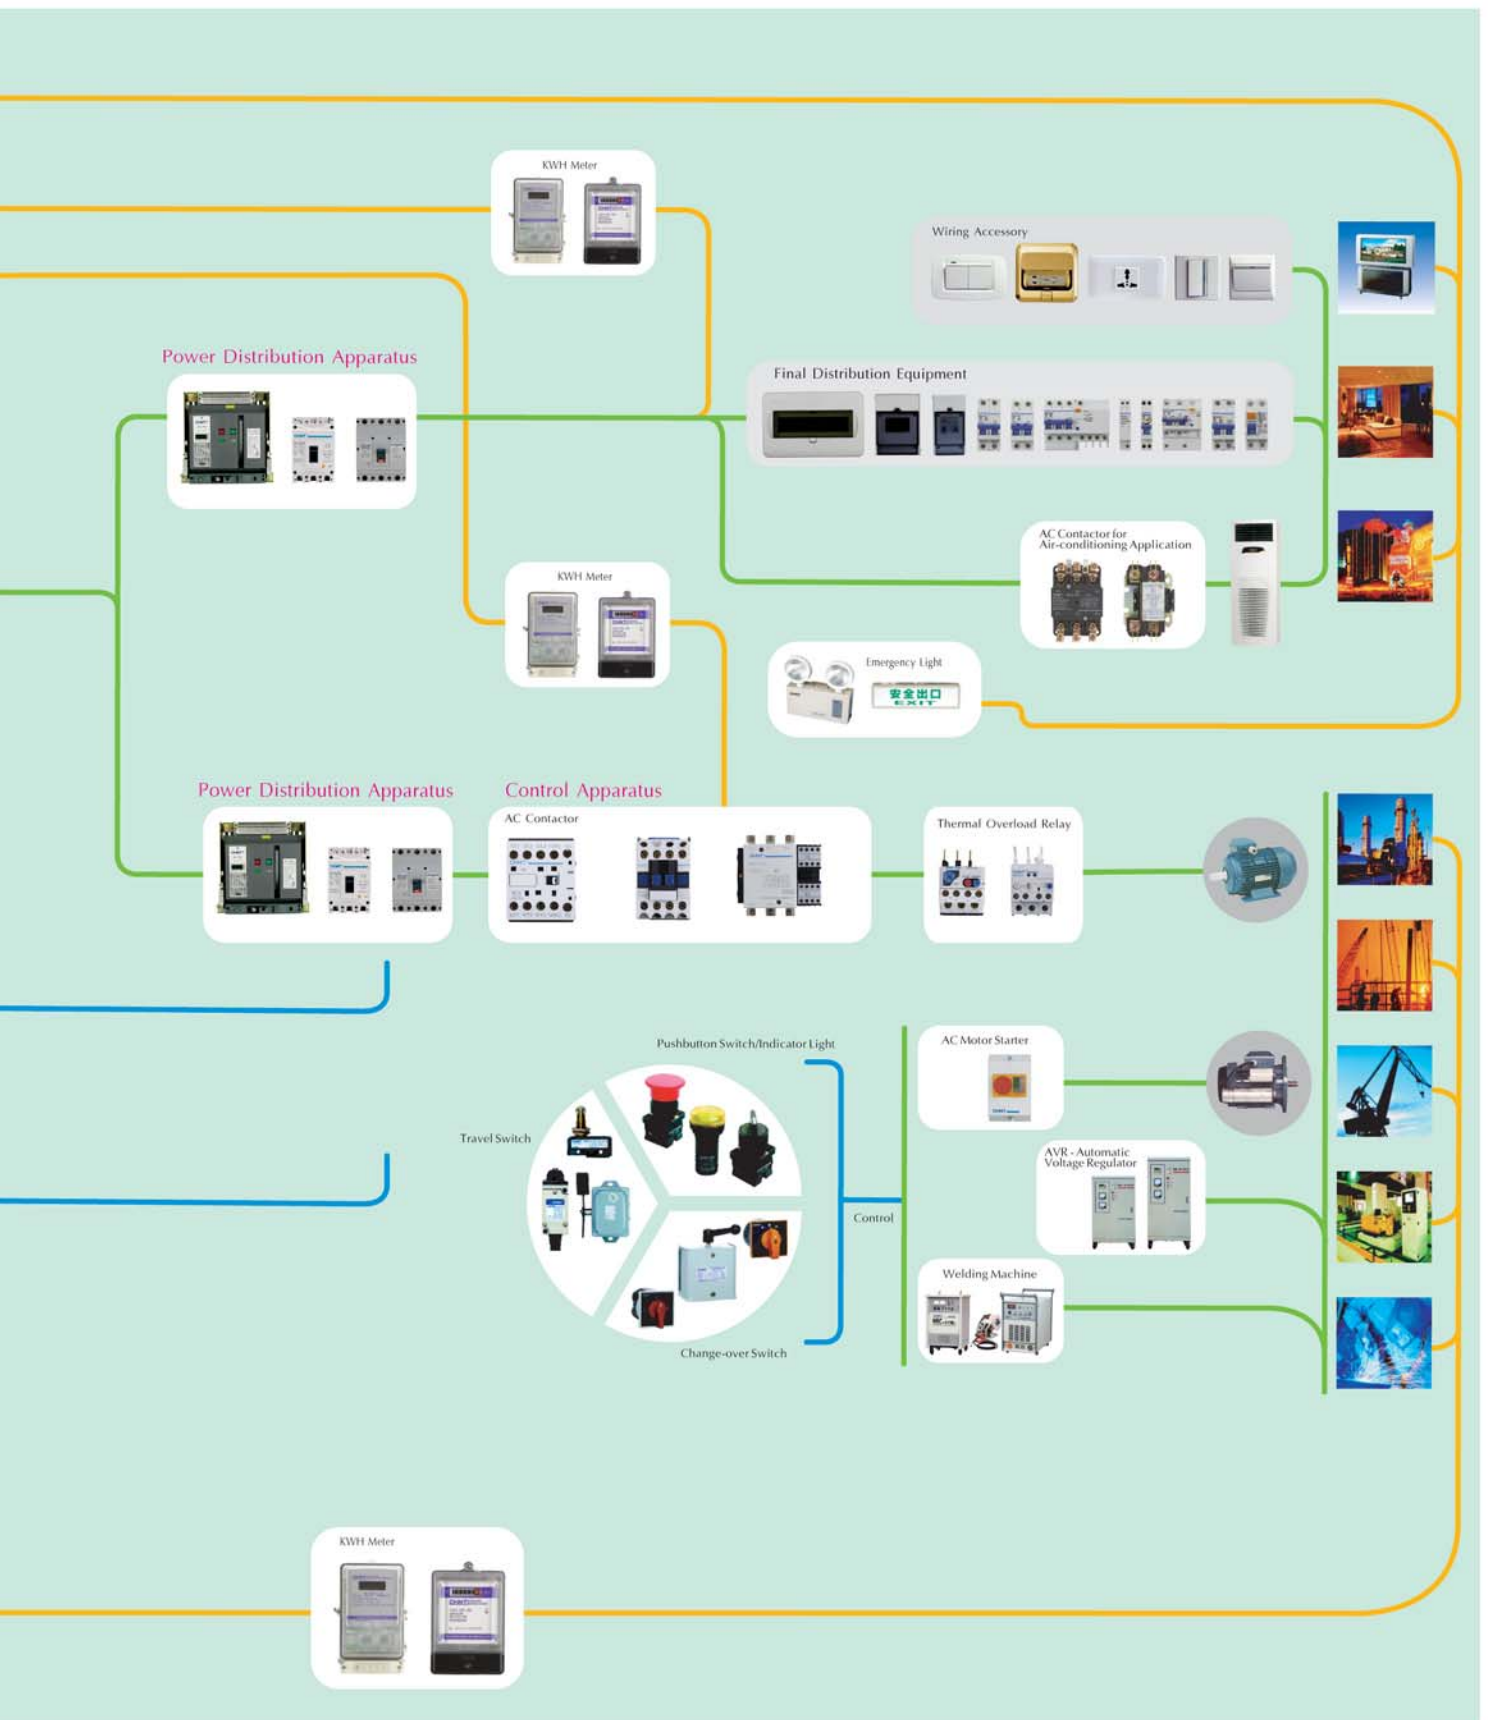 KWH Meter
Wiring Accessory
Power Distribution Apparatus
Final Distribution Equipment
AC Contactor for
Air-conditioning Application
KWH Meter
Emergency Light
安全出口
EXIT
Power Distribution Apparatus
Control Apparatus
AC Contactor
Thermal Overload Relay
Pushbutton Switch/Indicator Light
AC Motor Starter
Travel Switch
AVR - Automatic
Voltage Regulator
Control
Welding Machine
Change-over Switch
KWH Meter